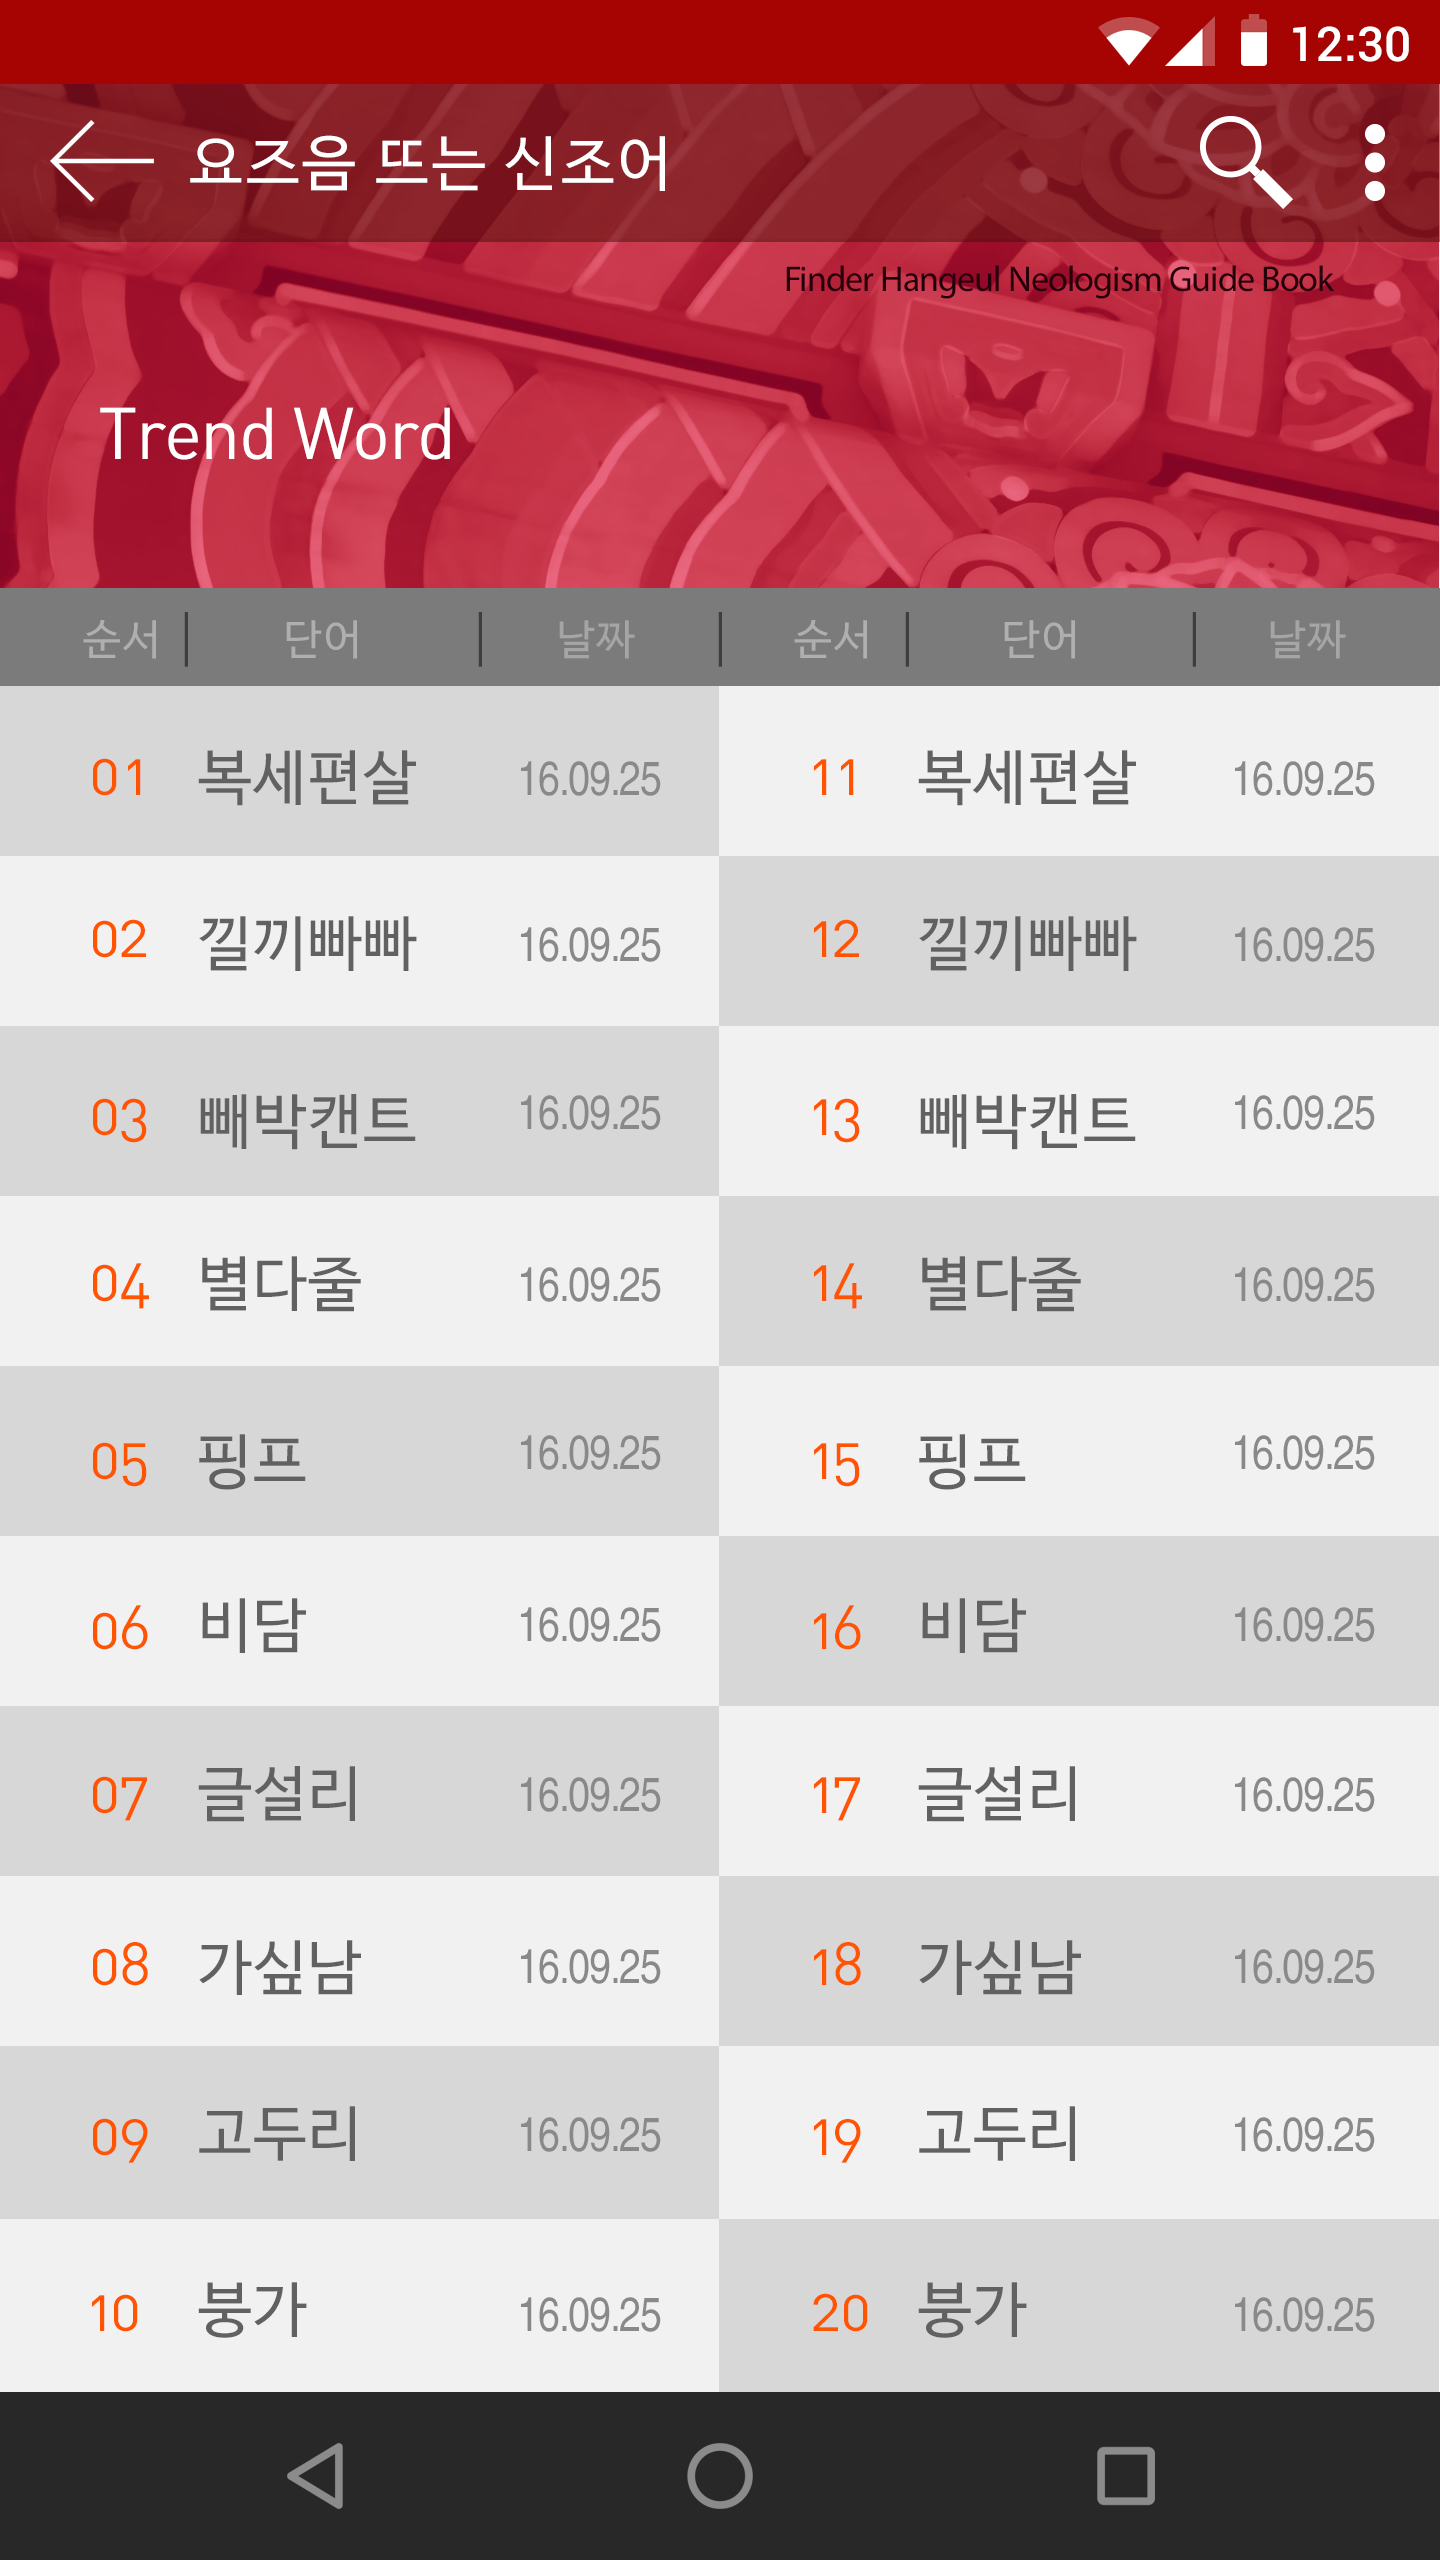 12:30
요즈음 뜨는 신조어
Finder Hangeul Neologism Guide Book
Trend Word
순서 단어 날짜 순서 단어 날짜
01 복세편살 16.09.25 11 복세편살 16.09.25
02 낄끼빠빠 16.09.25 12 낄끼빠빠 16.09.25
03 빼박캔트 16.09.25 13 빼박캔트 16.09.25
04 별다줄 16.09.25 14 별다줄 16.09.25
05 핑프 16.09.25 15 핑프 16.09.25
06 비담 16.09.25 16 비담 16.09.25
07 글설리 16.09.25 17 글설리 16.09.25
08 가싶남 16.09.25 18 가싶남 16.09.25
09 고두리 16.09.25 19 고두리 16.09.25
10 붕가 16.09.25 20 붕가 16.09.25